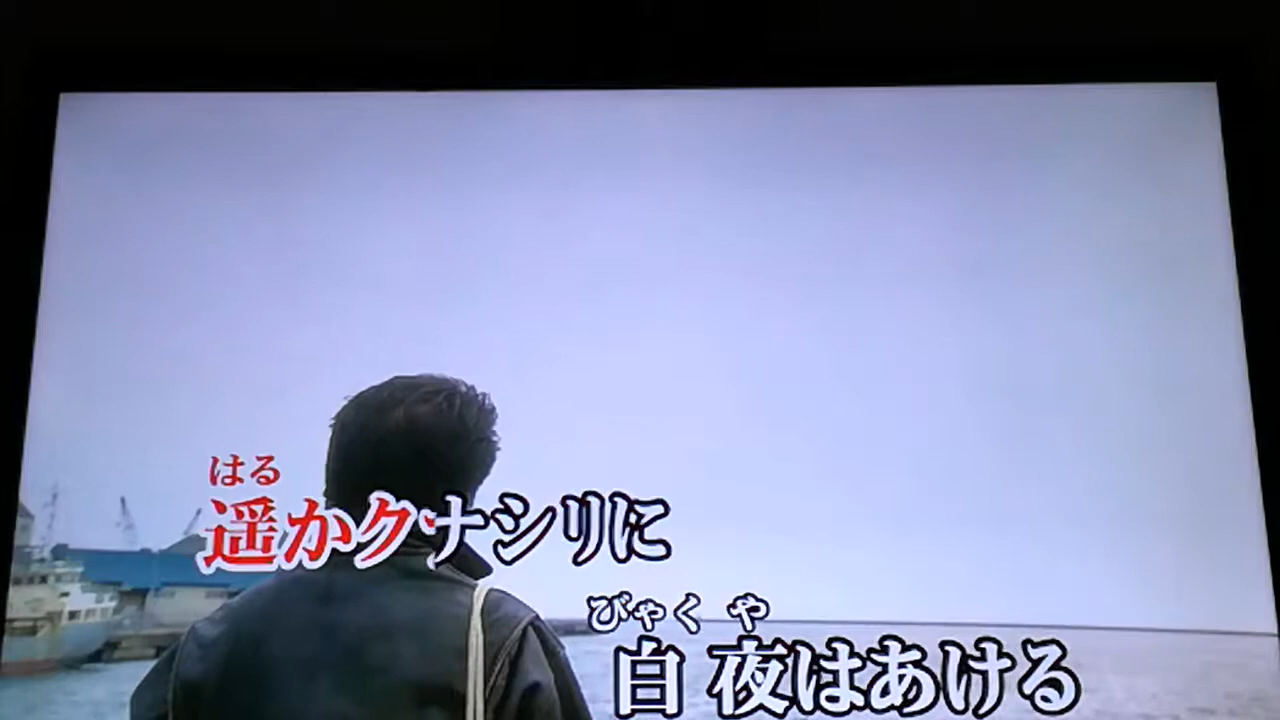 はる
遥かクナシリに
びゃくや
白夜はあける